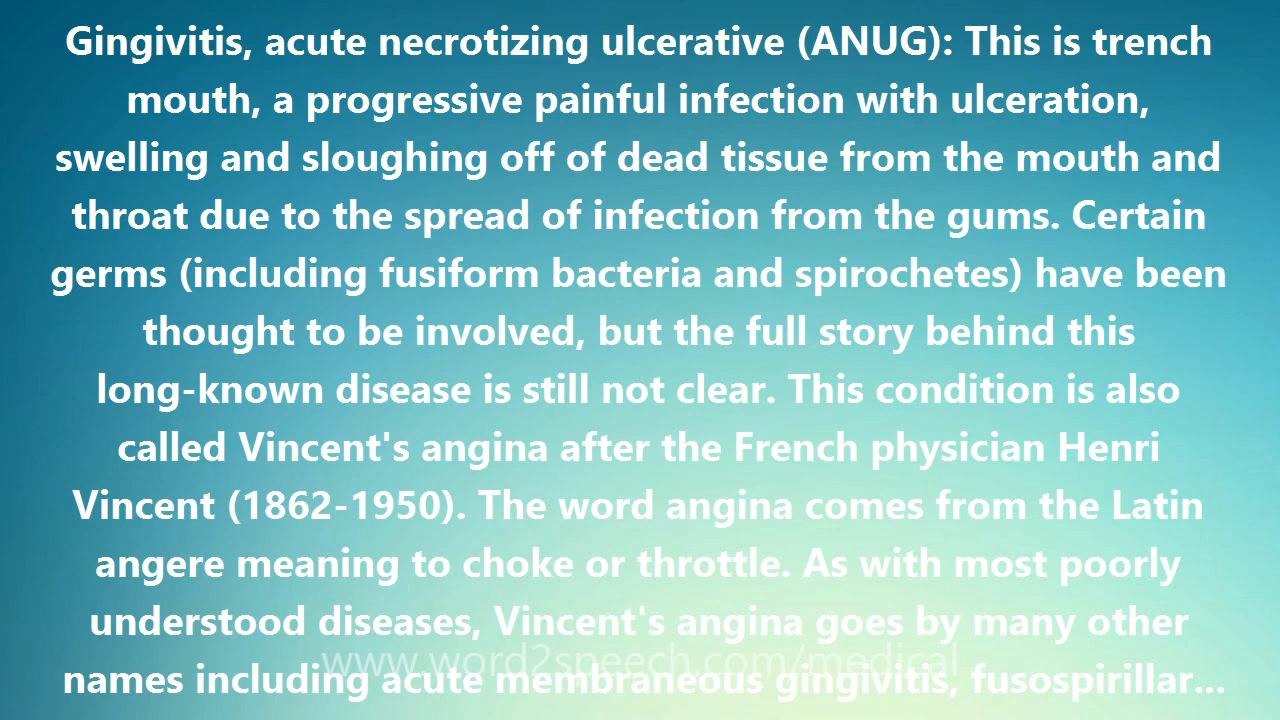 Gingivitis, acute necrotizing ulcerative (ANUG): This is trench
mouth, a progressive painful infection with ulceration,
swelling and sloughing off of dead tissue from the mouth and
throat due to the spread of infection from the gums. Certain
germs (including fusiform bacteria and spirochetes) have been
thought to be involved, but the full story behind this
long-known disease is still not clear. This condition is also
called Vincent's angina after the French physician Henri
Vincent (1862-1950). The word angina comes from the Latin
angere meaning to choke or throttle. As with most poorly
understood diseases, Vincent's angina goes by many other
www.word2speech.com/medical
names including acute membraneous gingivitis, fusospirillar...